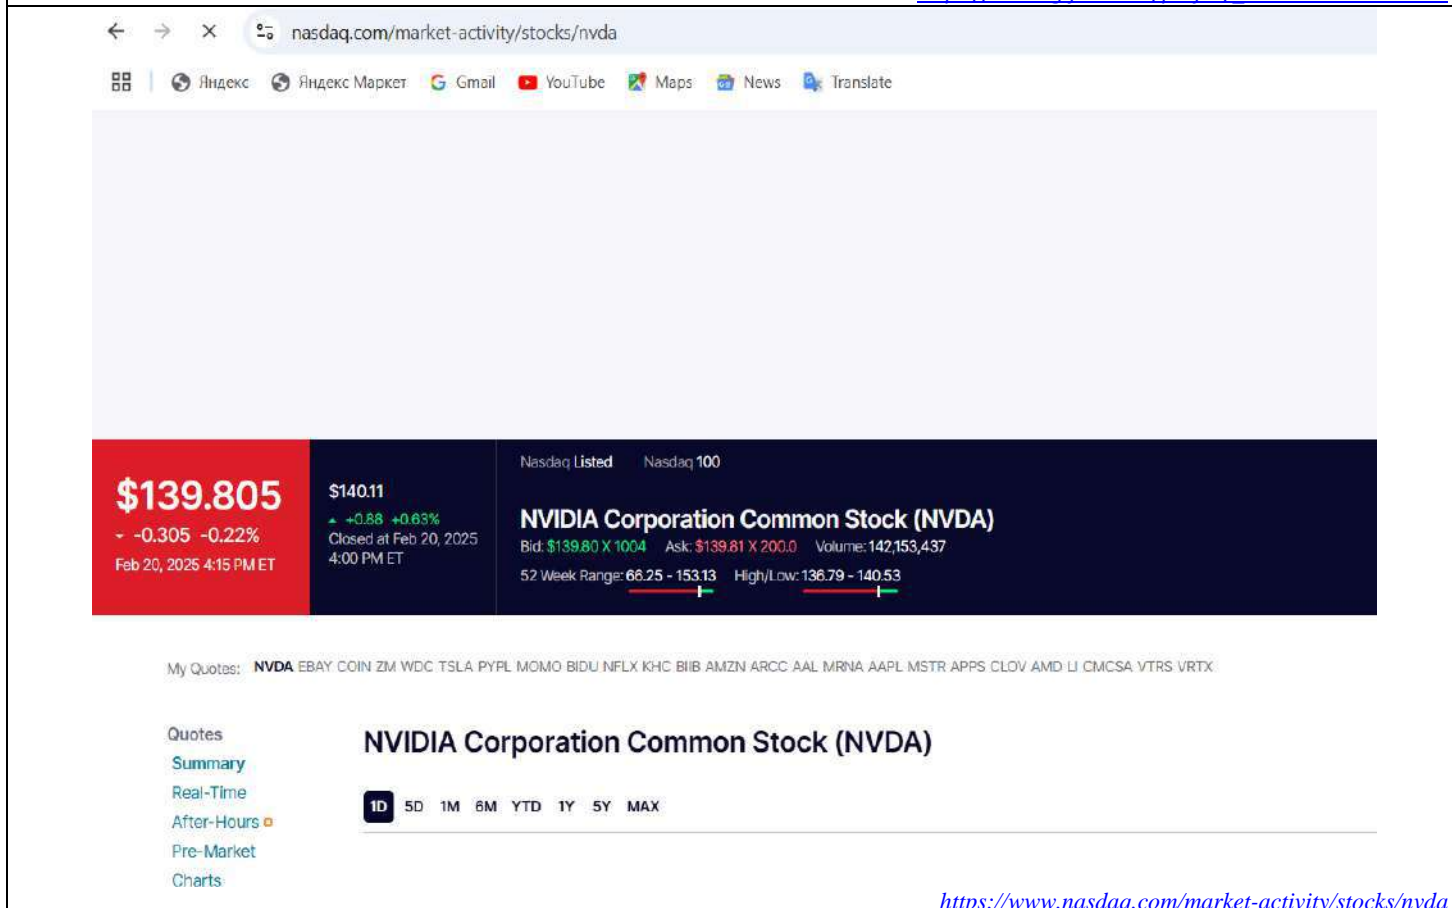 nasdaq.com/market-activity/stocks/nvda
Яндекс Яндекс Маркет Gmail YouTube Maps News Translate
$139.805
-0.305 -0.22%
Feb 20, 2025 4:15 PM ET
$140.11
+0.88 +0.63%
Closed at Feb 20, 2025
4:00 PM ET
Nasdaq Listed Nasdaq 100
NVIDIA Corporation Common Stock (NVDA)
Bid: $139.80 X 1004 Ask: $139.81 X 200.0 Volume: 142,153,437
52 Week Range: 66.25 - 153.13 High/Low: 136.79 - 140.53
My Quotes: NVDA EBAY COIN ZM WDC TSLA PYPL MOMO BIDU NFLX KHC BIIB AMZN ARCC AAL MRNA AAPL MSTR APPS CLOV AMD LI CMCSA VTRS VRTX
Quotes
Summary
Real-Time
After-Hours
Pre-Market
Charts
NVIDIA Corporation Common Stock (NVDA)
1D 5D 1M 6M YTD 1Y 5Y MAX
https://www.nasdaq.com/market-activity/stocks/nvda